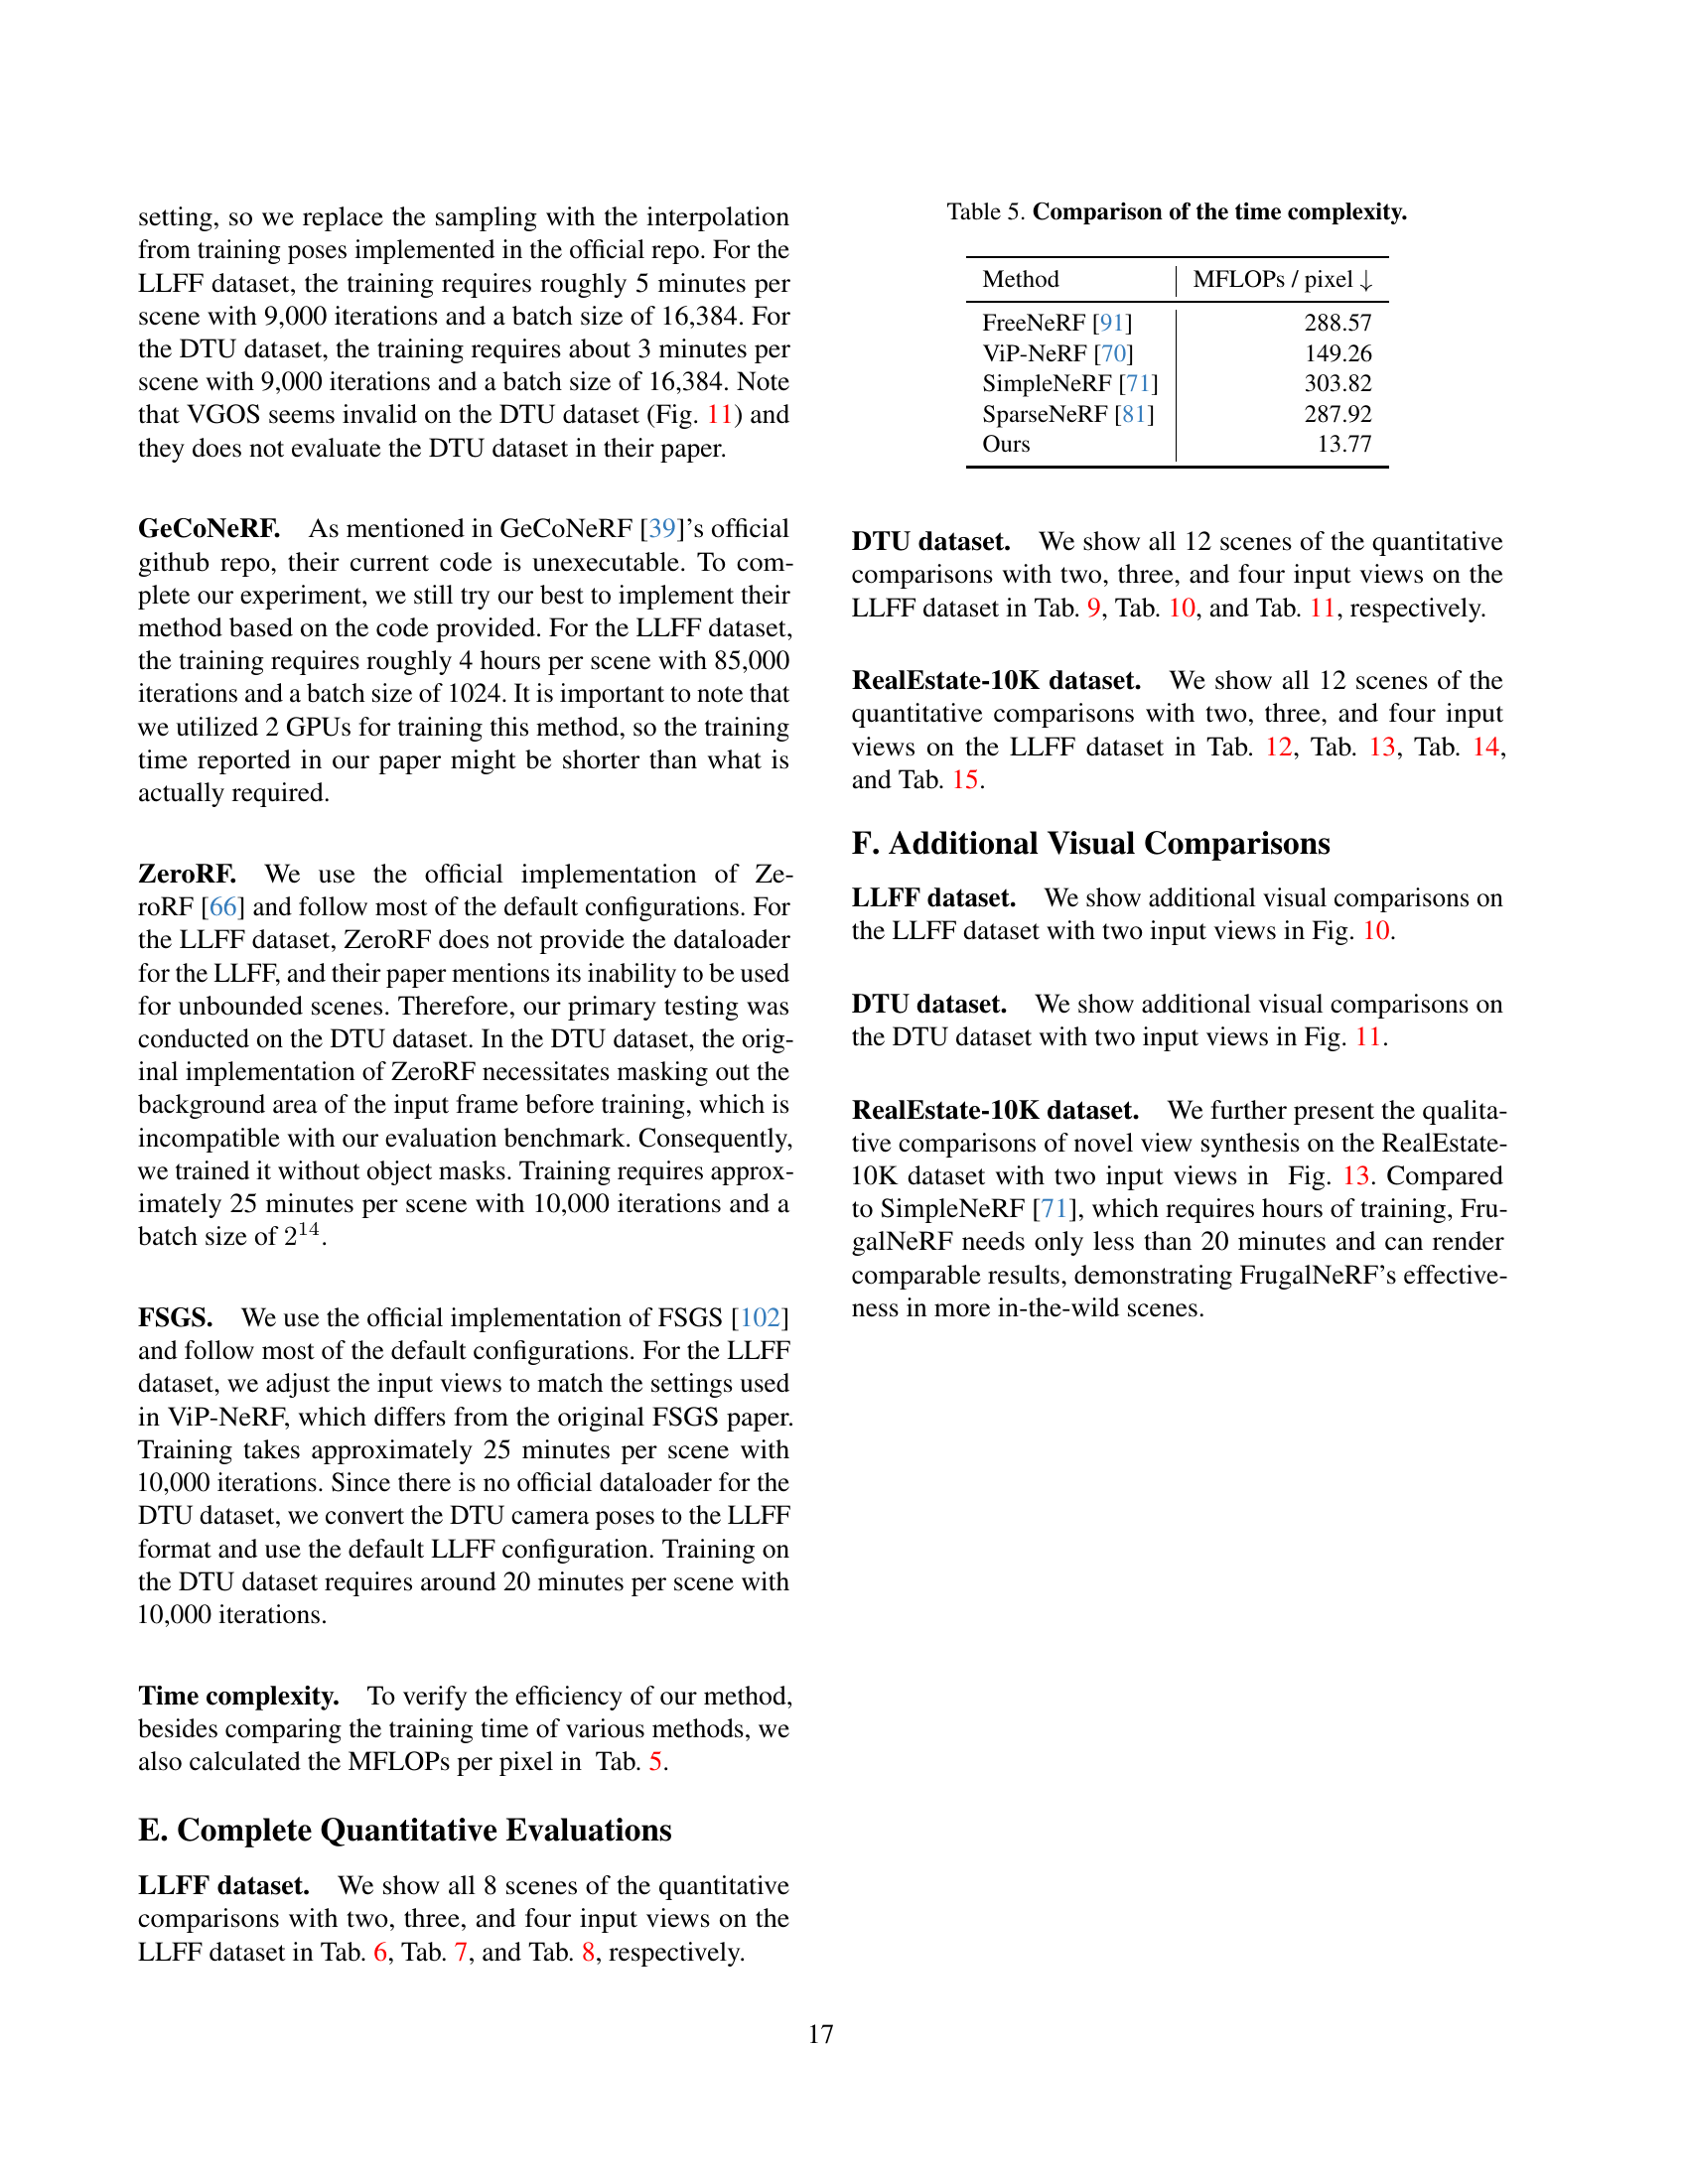 setting, so we replace the sampling with the interpolation
from training poses implemented in the official repo. For the
LLFF dataset, the training requires roughly 5 minutes per
scene with 9,000 iterations and a batch size of 16,384. For
the DTU dataset, the training requires about 3 minutes per
scene with 9,000 iterations and a batch size of 16,384. Note
that VGOS seems invalid on the DTU dataset (Fig. 11) and
they does not evaluate the DTU dataset in their paper.
GeCoNeRF. As mentioned in GeCoNeRF [39]'s official
github repo, their current code is unexecutable. To com-
plete our experiment, we still try our best to implement their
method based on the code provided. For the LLFF dataset,
the training requires roughly 4 hours per scene with 85,000
iterations and a batch size of 1024. It is important to note that
we utilized 2 GPUs for training this method, so the training
time reported in our paper might be shorter than what is
actually required.
ZeroRF. We use the official implementation of Ze-
roRF [66] and follow most of the default configurations. For
the LLFF dataset, ZeroRF does not provide the dataloader
for the LLFF, and their paper mentions its inability to be used
for unbounded scenes. Therefore, our primary testing was
conducted on the DTU dataset. In the DTU dataset, the orig-
inal implementation of ZeroRF necessitates masking out the
background area of the input frame before training, which is
incompatible with our evaluation benchmark. Consequently,
we trained it without object masks. Training requires approx-
imately 25 minutes per scene with 10,000 iterations and a
batch size of 2^14.
FSGS. We use the official implementation of FSGS [102]
and follow most of the default configurations. For the LLFF
dataset, we adjust the input views to match the settings used
in ViP-NeRF, which differs from the original FSGS paper.
Training takes approximately 25 minutes per scene with
10,000 iterations. Since there is no official dataloader for the
DTU dataset, we convert the DTU camera poses to the LLFF
format and use the default LLFF configuration. Training on
the DTU dataset requires around 20 minutes per scene with
10,000 iterations.
Time complexity. To verify the efficiency of our method,
besides comparing the training time of various methods, we
also calculated the MFLOPs per pixel in Tab. 5.
E. Complete Quantitative Evaluations
LLFF dataset. We show all 8 scenes of the quantitative
comparisons with two, three, and four input views on the
LLFF dataset in Tab. 6, Tab. 7, and Tab. 8, respectively.
Table 5. Comparison of the time complexity.
Method MFLOPs / pixel ↓
FreeNeRF [91] 288.57
ViP-NeRF [70] 149.26
SimpleNeRF [71] 303.82
SparseNeRF [81] 287.92
Ours 13.77
DTU dataset. We show all 12 scenes of the quantitative
comparisons with two, three, and four input views on the
LLFF dataset in Tab. 9, Tab. 10, and Tab. 11, respectively.
RealEstate-10K dataset. We show all 12 scenes of the
quantitative comparisons with two, three, and four input
views on the LLFF dataset in Tab. 12, Tab. 13, Tab. 14,
and Tab. 15.
F. Additional Visual Comparisons
LLFF dataset. We show additional visual comparisons on
the LLFF dataset with two input views in Fig. 10.
DTU dataset. We show additional visual comparisons on
the DTU dataset with two input views in Fig. 11.
RealEstate-10K dataset. We further present the qualita-
tive comparisons of novel view synthesis on the RealEstate-
10K dataset with two input views in Fig. 13. Compared
to SimpleNeRF [71], which requires hours of training, Fru-
galNeRF needs only less than 20 minutes and can render
comparable results, demonstrating FrugalNeRF's effective-
ness in more in-the-wild scenes.
17